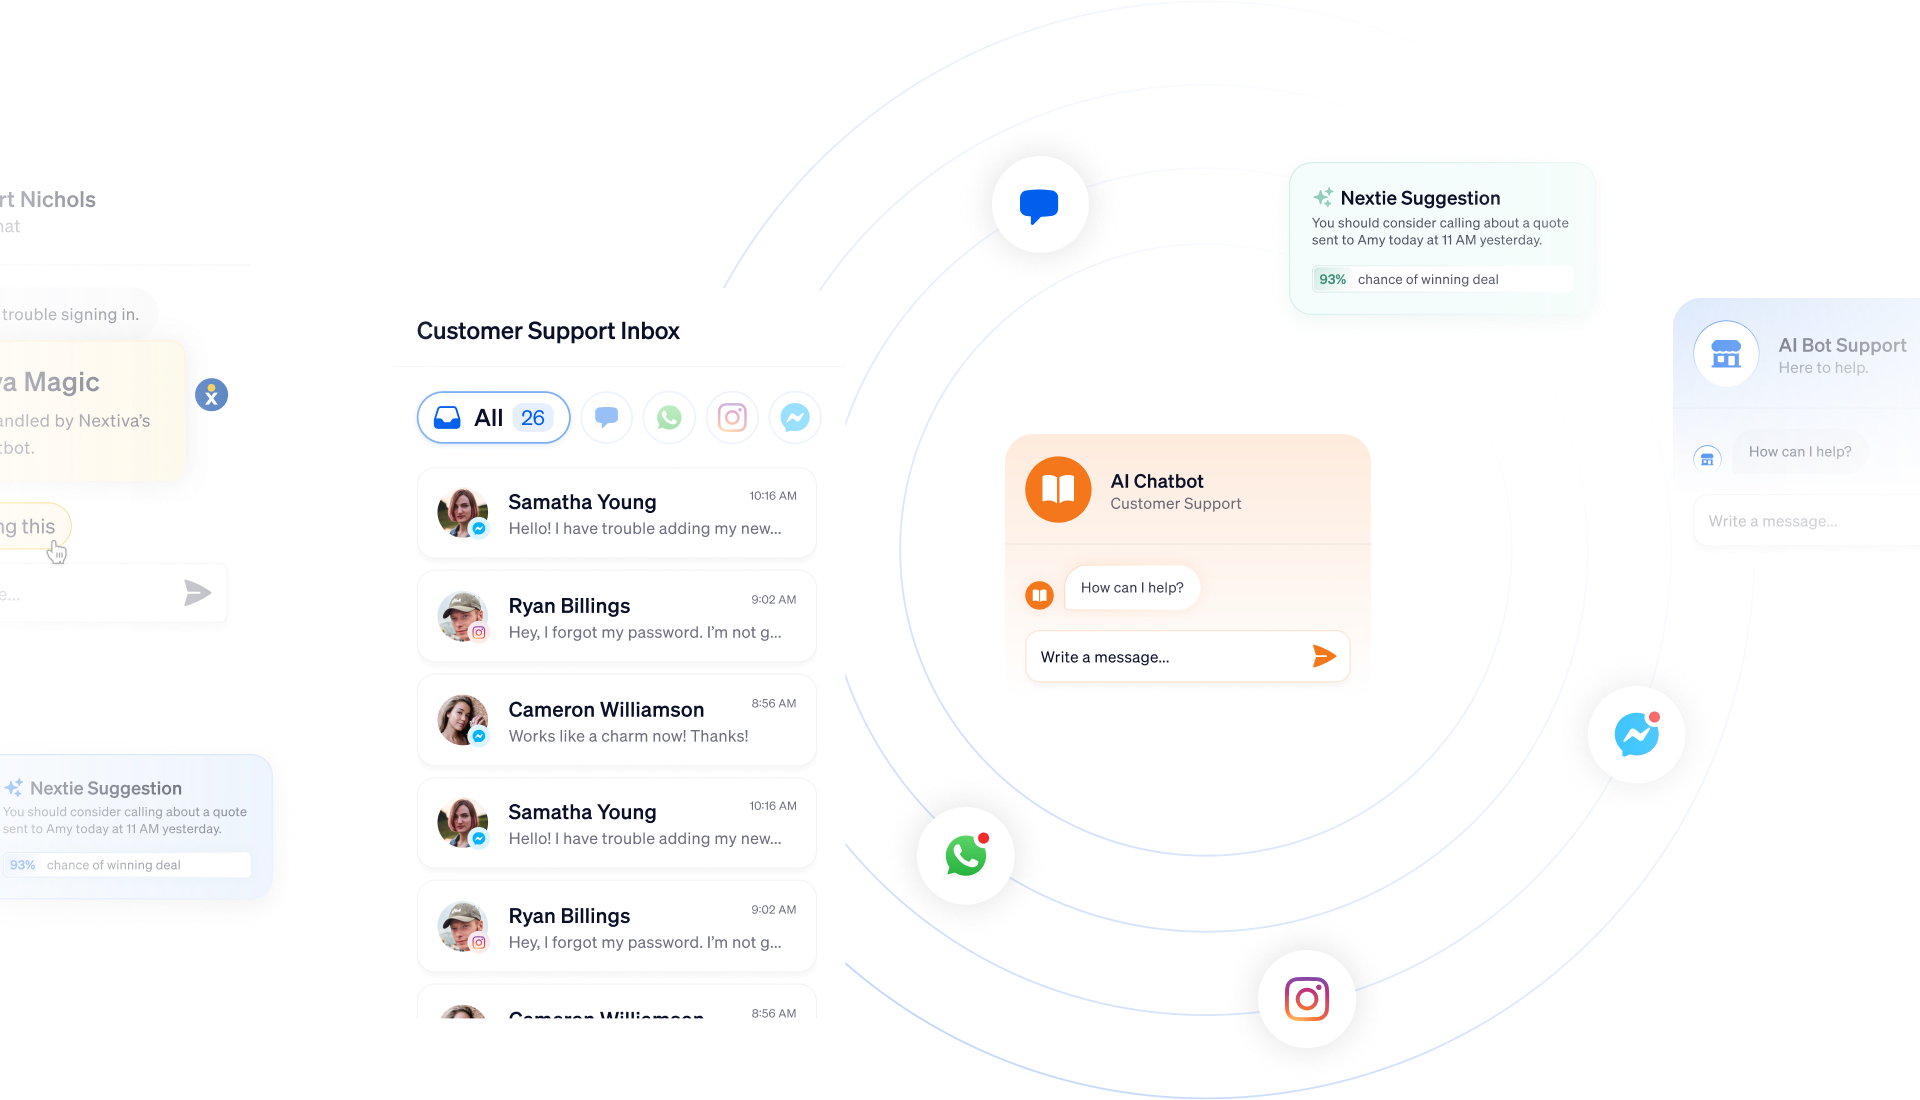 rt Nichols
nat
trouble signing in.
va Magic
andled by Nextiva's
tbot.
ng this
e...
Nextie Suggestion
You should consider calling about a quote
sent to Amy today at 11 AM yesterday.
93% chance of winning deal
Customer Support Inbox
All 26
Samatha Young 10:16 AM
Hello! I have trouble adding my new...
Ryan Billings 9:02 AM
Hey, I forgot my password. I'm not g...
Cameron Williamson 8:56 AM
Works like a charm now! Thanks!
Samatha Young 10:16 AM
Hello! I have trouble adding my new...
Ryan Billings 9:02 AM
Hey, I forgot my password. I'm not g...
Cameron Williamson 8:56 AM
AI Chatbot
Customer Support
How can I help?
Write a message...
Nextie Suggestion
You should consider calling about a quote
sent to Amy today at 11 AM yesterday.
93% chance of winning deal
AI Bot Support
Here to help.
How can I help?
Write a message...